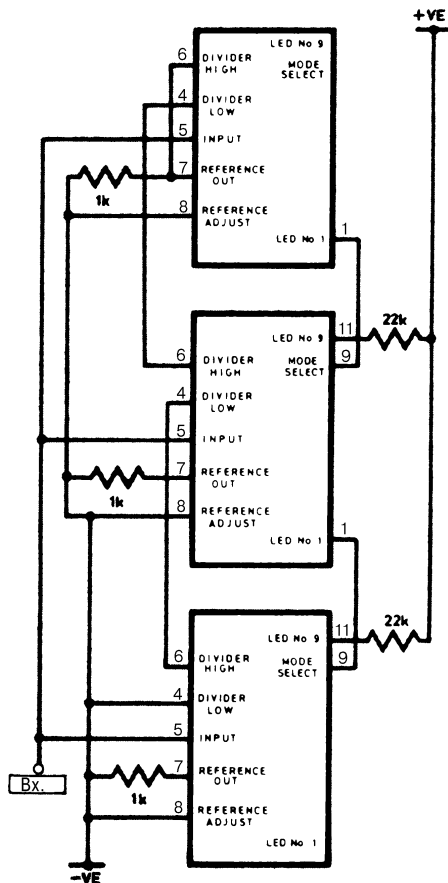 +VE
LED No 9
6
DIVIDER
HIGH
MODE
SELECT
4
DIVIDER
LOW
5
INPUT
7
REFERENCE
OUT
1k
8
REFERENCE
ADJUST
LED No 1
1
LED No 9
11
22k
6
DIVIDER
HIGH
MODE
SELECT
9
4
DIVIDER
LOW
5
INPUT
7
REFERENCE
OUT
1k
8
REFERENCE
ADJUST
LED No 1
1
LED No 9
11
22k
6
DIVIDER
HIGH
MODE
SELECT
9
4
DIVIDER
LOW
5
INPUT
7
REFERENCE
OUT
Bx.
1k
8
REFERENCE
ADJUST
LED No 1
-VE